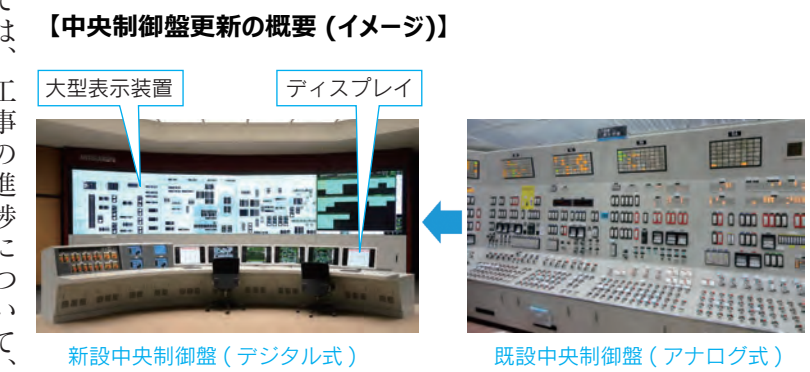 【中央制御盤更新の概要 (イメージ)】
大型表示装置
ディスプレイ
新設中央制御盤 ( デジタル式 )
既設中央制御盤 ( アナログ式 )
は、工事の進捗について、